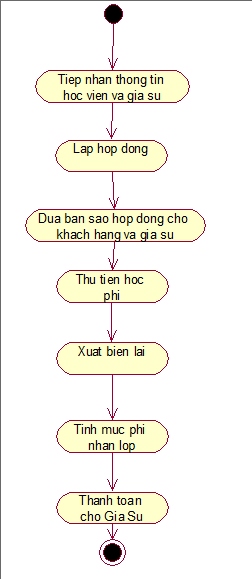 Tiep nhan thong tin
hoc vien va gia su
Lap hop dong
Dua ban sao hop dong cho
khach hang va gia su
Thu tien hoc
phi
Xuat bien lai
Tinh muc phi
nhan lop
Thanh toan
cho Gia Su